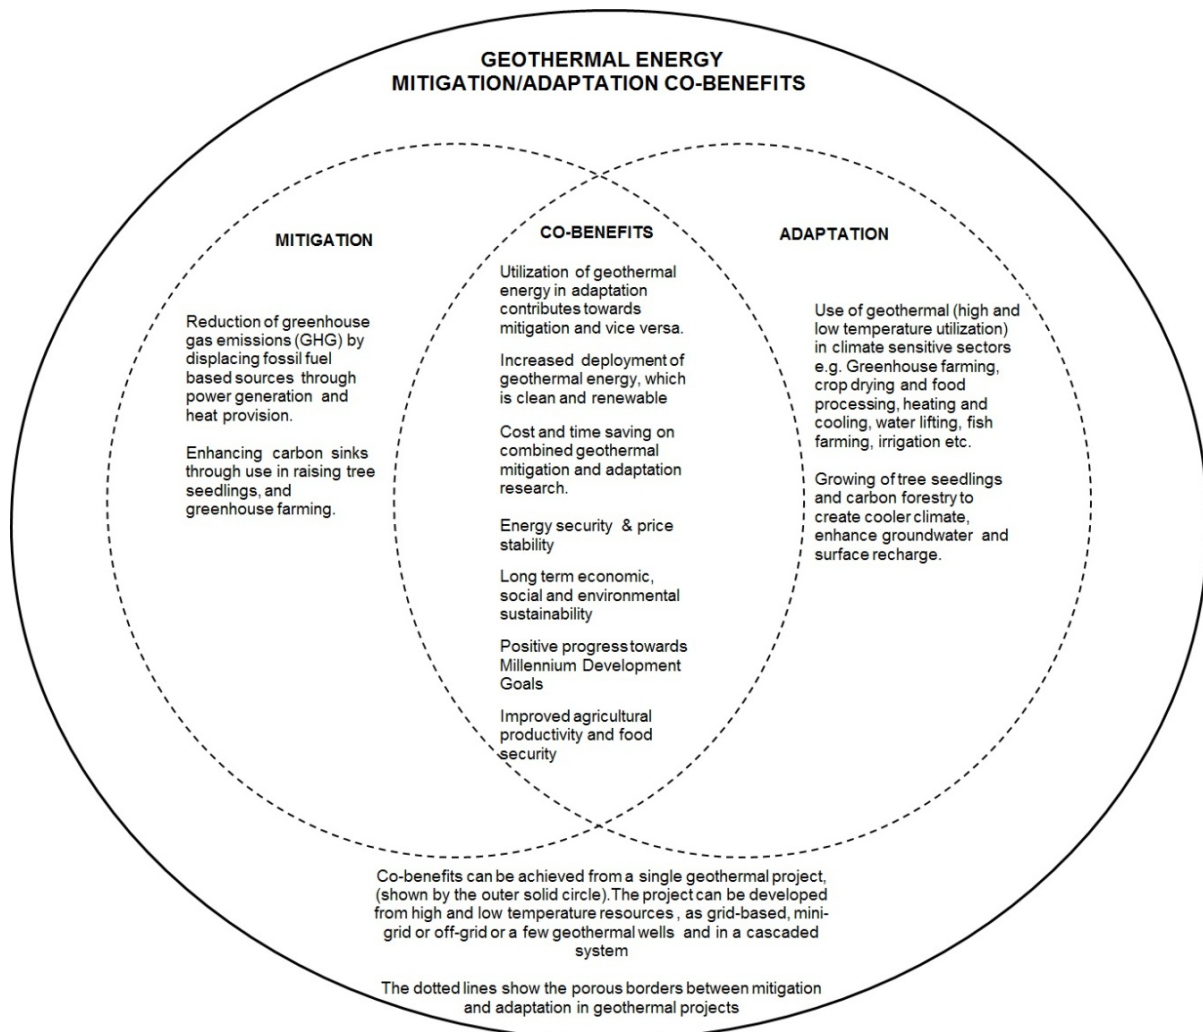 GEOTHERMAL ENERGY
MITIGATION/ADAPTATION CO-BENEFITS
MITIGATION
Reduction of greenhouse
gas emissions (GHG) by
displacing fossil fuel
based sources through
power generation and
heat provision.
Enhancing carbon sinks
through use in raising tree
seedlings, and
greenhouse farming.
CO-BENEFITS
Utilization of geothermal
energy in adaptation
contributes towards
mitigation and vice versa.
Increased deployment of
geothermal energy, which
is clean and renewable
Cost and time saving on
combined geothermal
mitigation and adaptation
research.
Energy security & price
stability
Long term economic,
social and environmental
sustainability
Positive progress towards
Millennium Development
Goals
Improved agricultural
productivity and food
security
ADAPTATION
Use of geothermal (high and
low temperature utilization)
in climate sensitive sectors
e.g. Greenhouse farming,
crop drying and food
processing, heating and
cooling, water lifting, fish
farming, irrigation etc.
Growing of tree seedlings
and carbon forestry to
create cooler climate,
enhance groundwater and
surface recharge.
Co-benefits can be achieved from a single geothermal project,
(shown by the outer solid circle).The project can be developed
from high and low temperature resources , as grid-based, mini-
grid or off-grid or a few geothermal wells and in a cascaded
system
The dotted lines show the porous borders between mitigation
and adaptation in geothermal projects